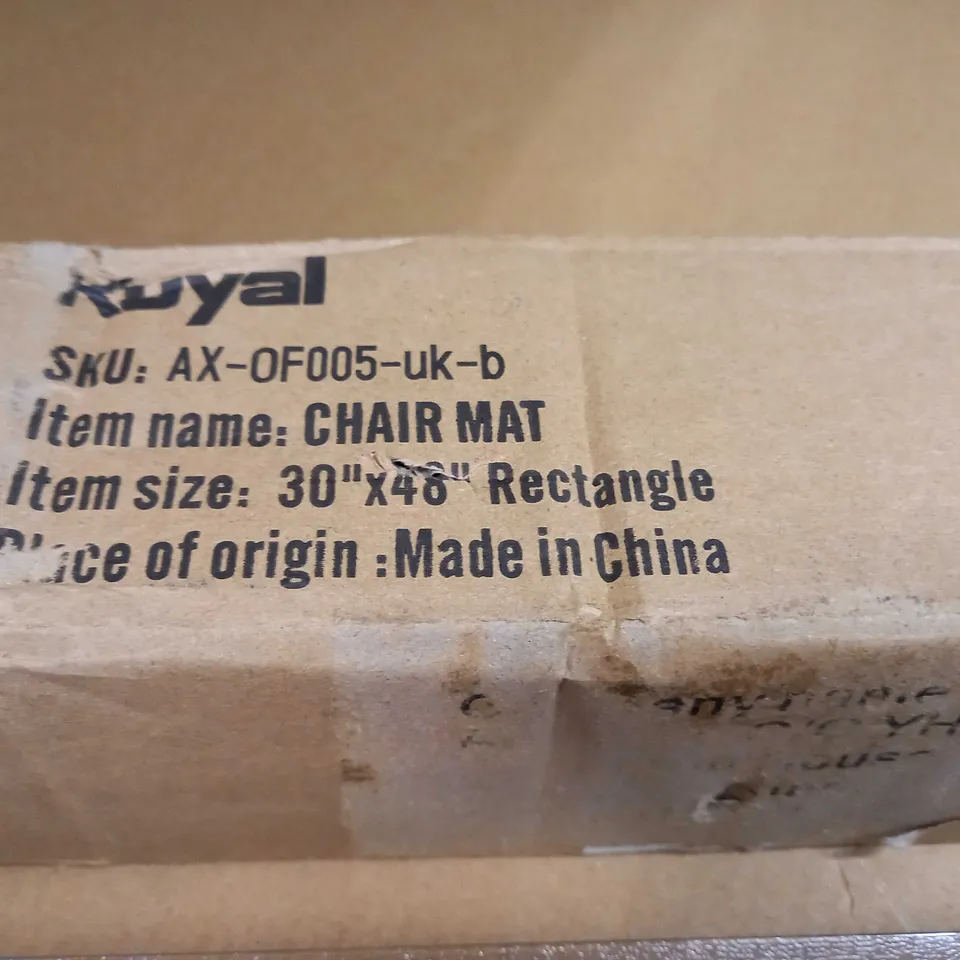 Kuyal
SKU: AX-OF005-uk-b
Item name: CHAIR MAT
Item size: 30"x48" Rectangle
Place of origin :Made in China